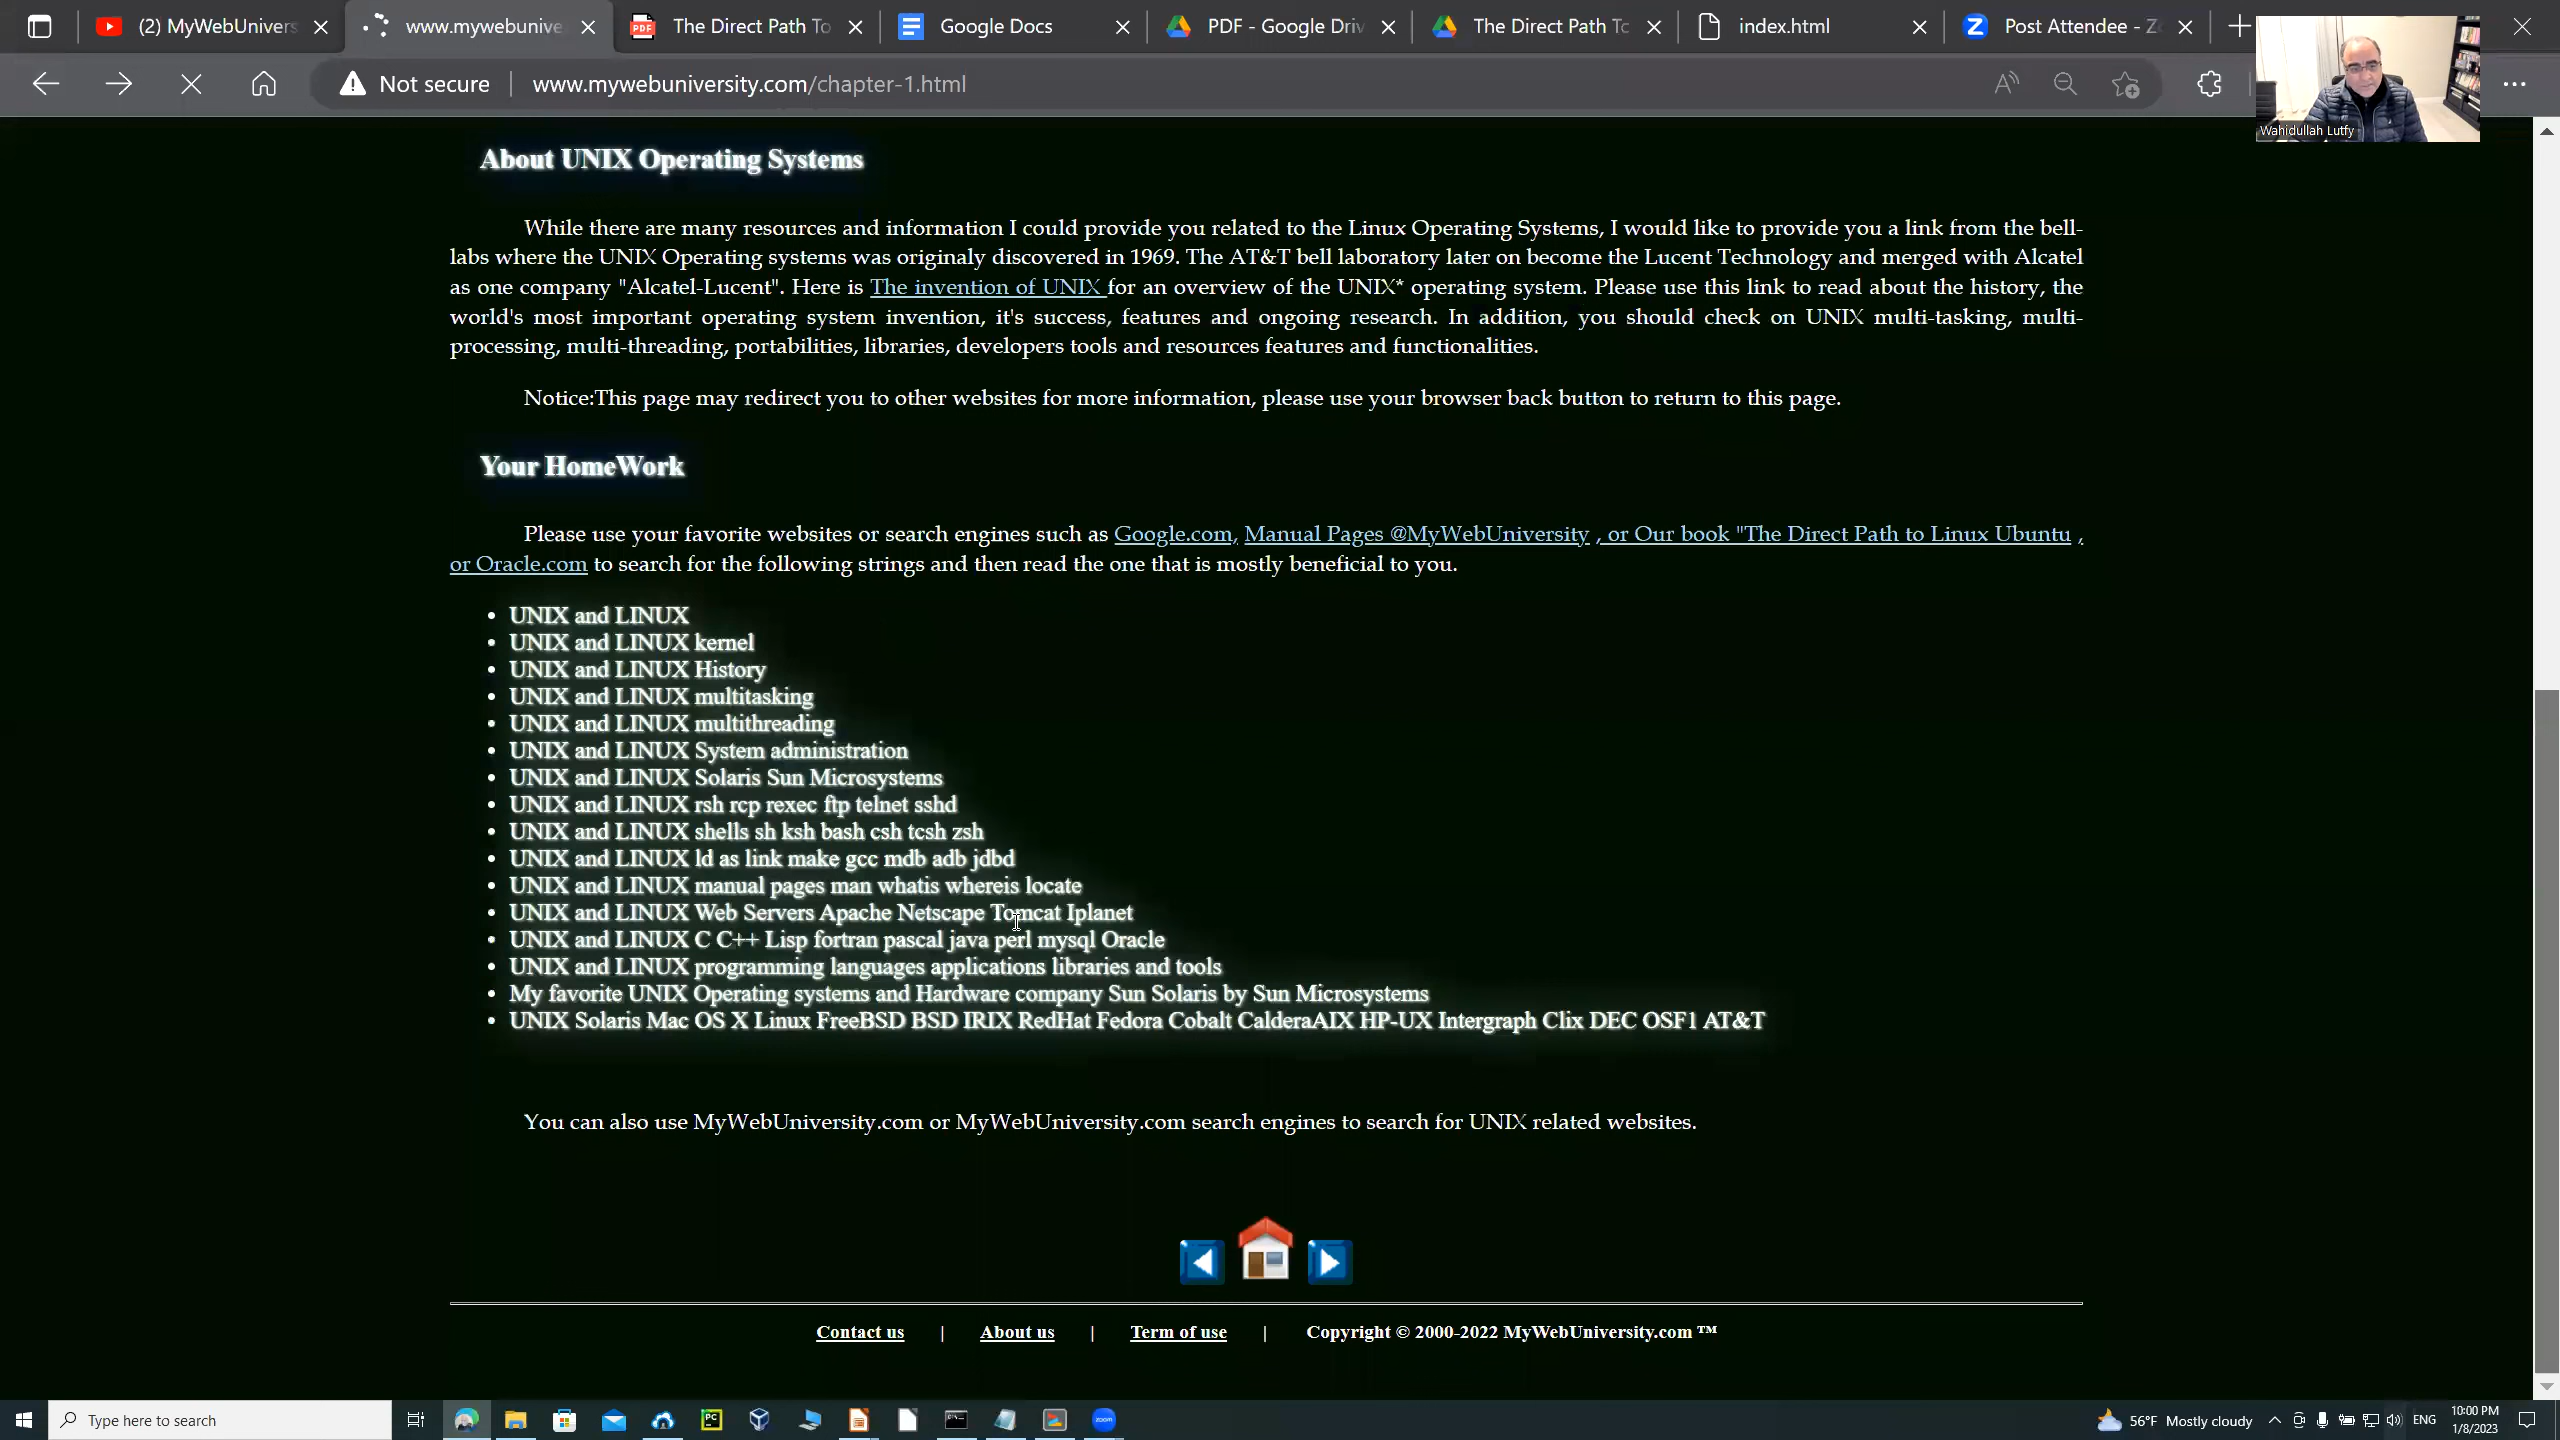 (2) MyWebUnivers
www.mywebunive
The Direct Path To
Google Docs
PDF - Google Driv
The Direct Path Tc
index.html
Post Attendee - Z
Not secure
www.mywebuniversity.com/chapter-1.html
Wahidullah Lutfy
About UNIX Operating Systems
While there are many resources and information I could provide you related to the Linux Operating Systems, I would like to provide you a link from the bell-
labs where the UNIX Operating systems was originaly discovered in 1969. The AT&T bell laboratory later on become the Lucent Technology and merged with Alcatel
as one company "Alcatel-Lucent". Here is The invention of UNIX for an overview of the UNIX* operating system. Please use this link to read about the history, the
world's most important operating system invention, it's success, features and ongoing research. In addition, you should check on UNIX multi-tasking, multi-
processing, multi-threading, portabilities, libraries, developers tools and resources features and functionalities.
Notice:This page may redirect you to other websites for more information, please use your browser back button to return to this page.
Your HomeWork
Please use your favorite websites or search engines such as Google.com, Manual Pages @MyWebUniversity , or Our book "The Direct Path to Linux Ubuntu ,
or Oracle.com to search for the following strings and then read the one that is mostly beneficial to you.
• UNIX and LINUX
• UNIX and LINUX kernel
• UNIX and LINUX History
• UNIX and LINUX multitasking
• UNIX and LINUX multithreading
• UNIX and LINUX System administration
• UNIX and LINUX Solaris Sun Microsystems
• UNIX and LINUX rsh rcp rexec ftp telnet sshd
• UNIX and LINUX shells sh ksh bash csh tcsh zsh
• UNIX and LINUX ld as link make gcc mdb adb jdbd
• UNIX and LINUX manual pages man whatis whereis locate
• UNIX and LINUX Web Servers Apache Netscape Tomcat Iplanet
• UNIX and LINUX C C++ Lisp fortran pascal java perl mysql Oracle
• UNIX and LINUX programming languages applications libraries and tools
• My favorite UNIX Operating systems and Hardware company Sun Solaris by Sun Microsystems
• UNIX Solaris Mac OS X Linux FreeBSD BSD IRIX RedHat Fedora Cobalt CalderaAIX HP-UX Intergraph Clix DEC OSF1 AT&T
You can also use MyWebUniversity.com or MyWebUniversity.com search engines to search for UNIX related websites.
Contact us | About us | Term of use | Copyright © 2000-2022 MyWebUniversity.com ™
Type here to search
56°F Mostly cloudy
ENG
10:00 PM
1/8/2023